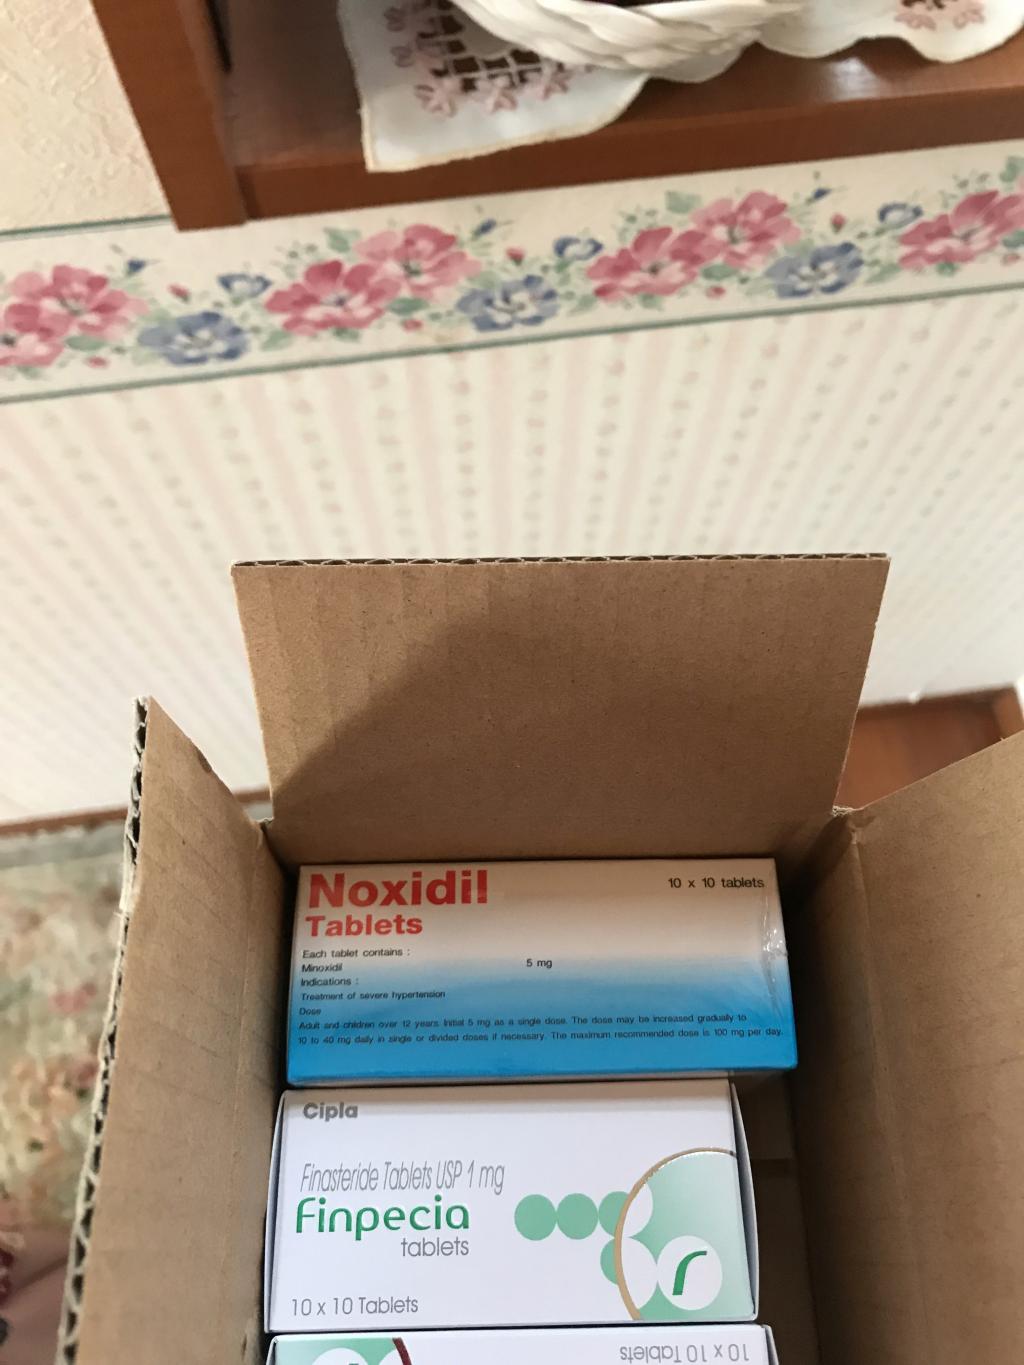 Noxidil
10 x 10 tablets
Tablets
Each tablet contains :
Minoxidil 5 mg
Indications :
Treatment of severe hypertension
Dose
Adult and children over 12 years Initial 5 mg as a single dose. The dose may be increased gradually to
10 to 40 mg daily in single or divided doses if necessary. The maximum recommended dose is 100 mg per day.
Cipla
Finasteride Tablets USP 1 mg
Finpecia
tablets
10 x 10 Tablets
10 x 10 Tablets